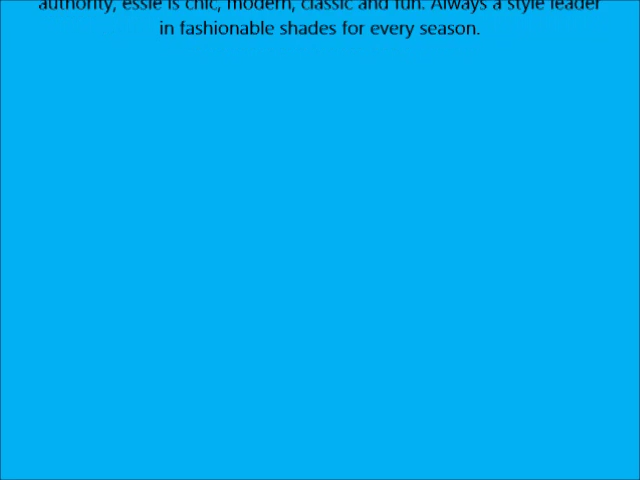 authority, essie is chic, modern, classic and fun. Always a style leader
in fashionable shades for every season.